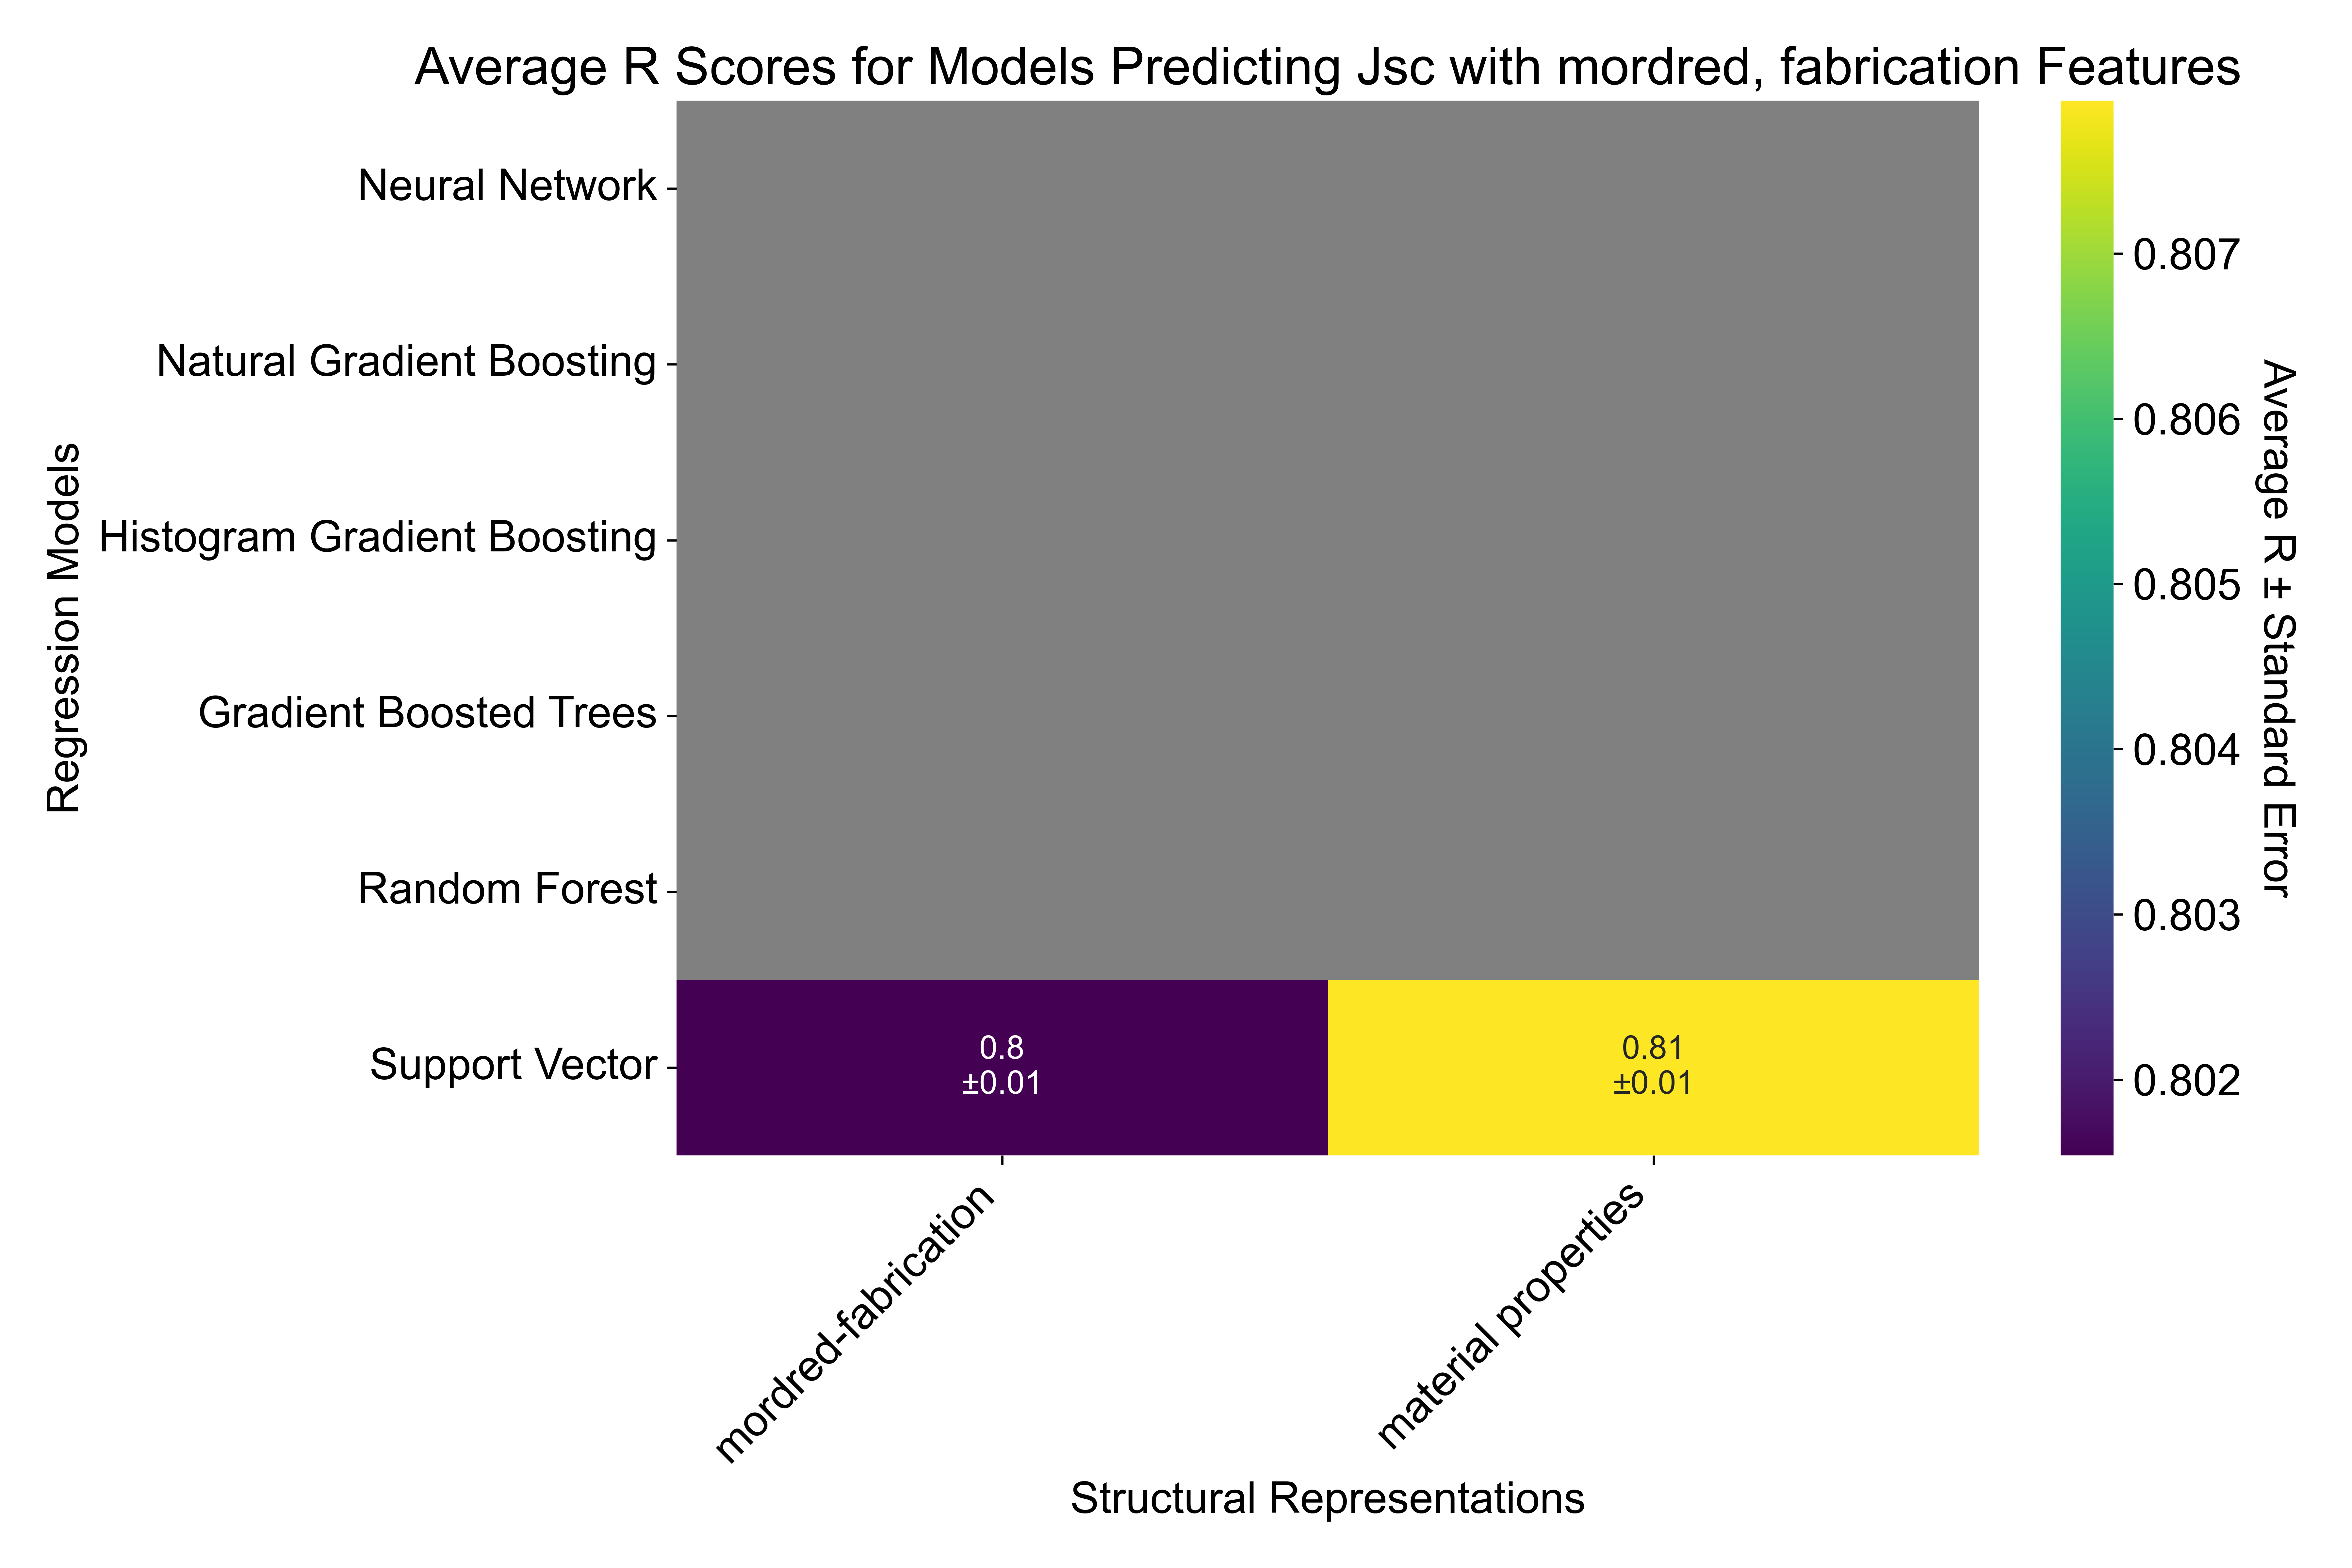 Average R Scores for Models Predicting Jsc with mordred, fabrication Features
Regression Models
Neural Network
Natural Gradient Boosting
Histogram Gradient Boosting
Gradient Boosted Trees
Random Forest
Support Vector
0.8
±0.01
0.81
±0.01
mordred-fabrication
material properties
Structural Representations
0.807
0.806
0.805
0.804
0.803
0.802
Average R ± Standard Error